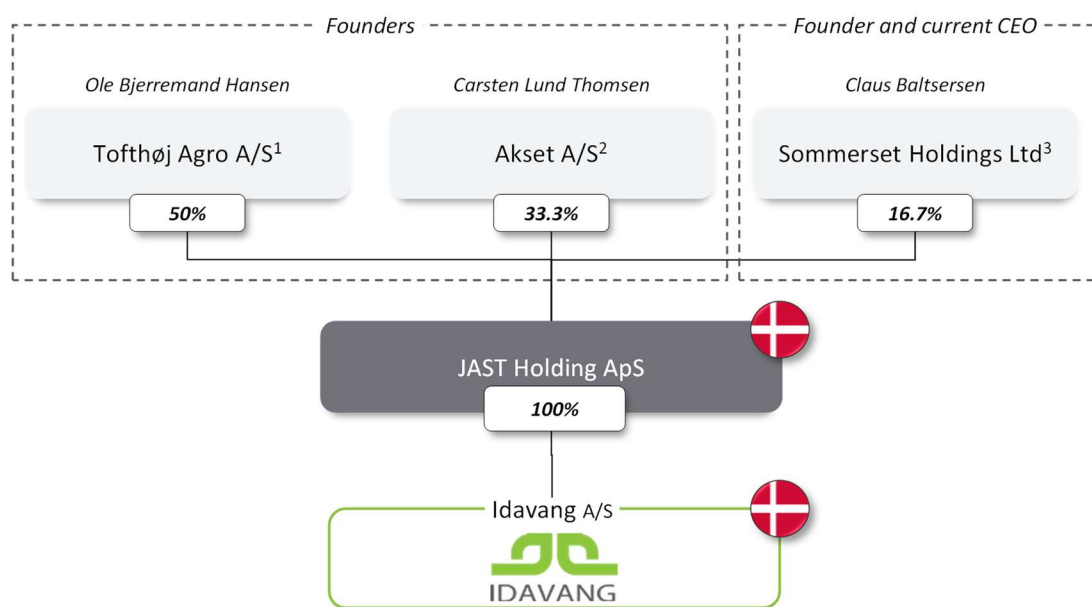 Founders
Founder and current CEO
Ole Bjerremand Hansen
Carsten Lund Thomsen
Claus Baltsersen
Tofthøj Agro A/S¹
Akset A/S²
Sommerset Holdings Ltd³
50%
33.3%
16.7%
JAST Holding ApS
100%
Idavang A/S
IDAVANG